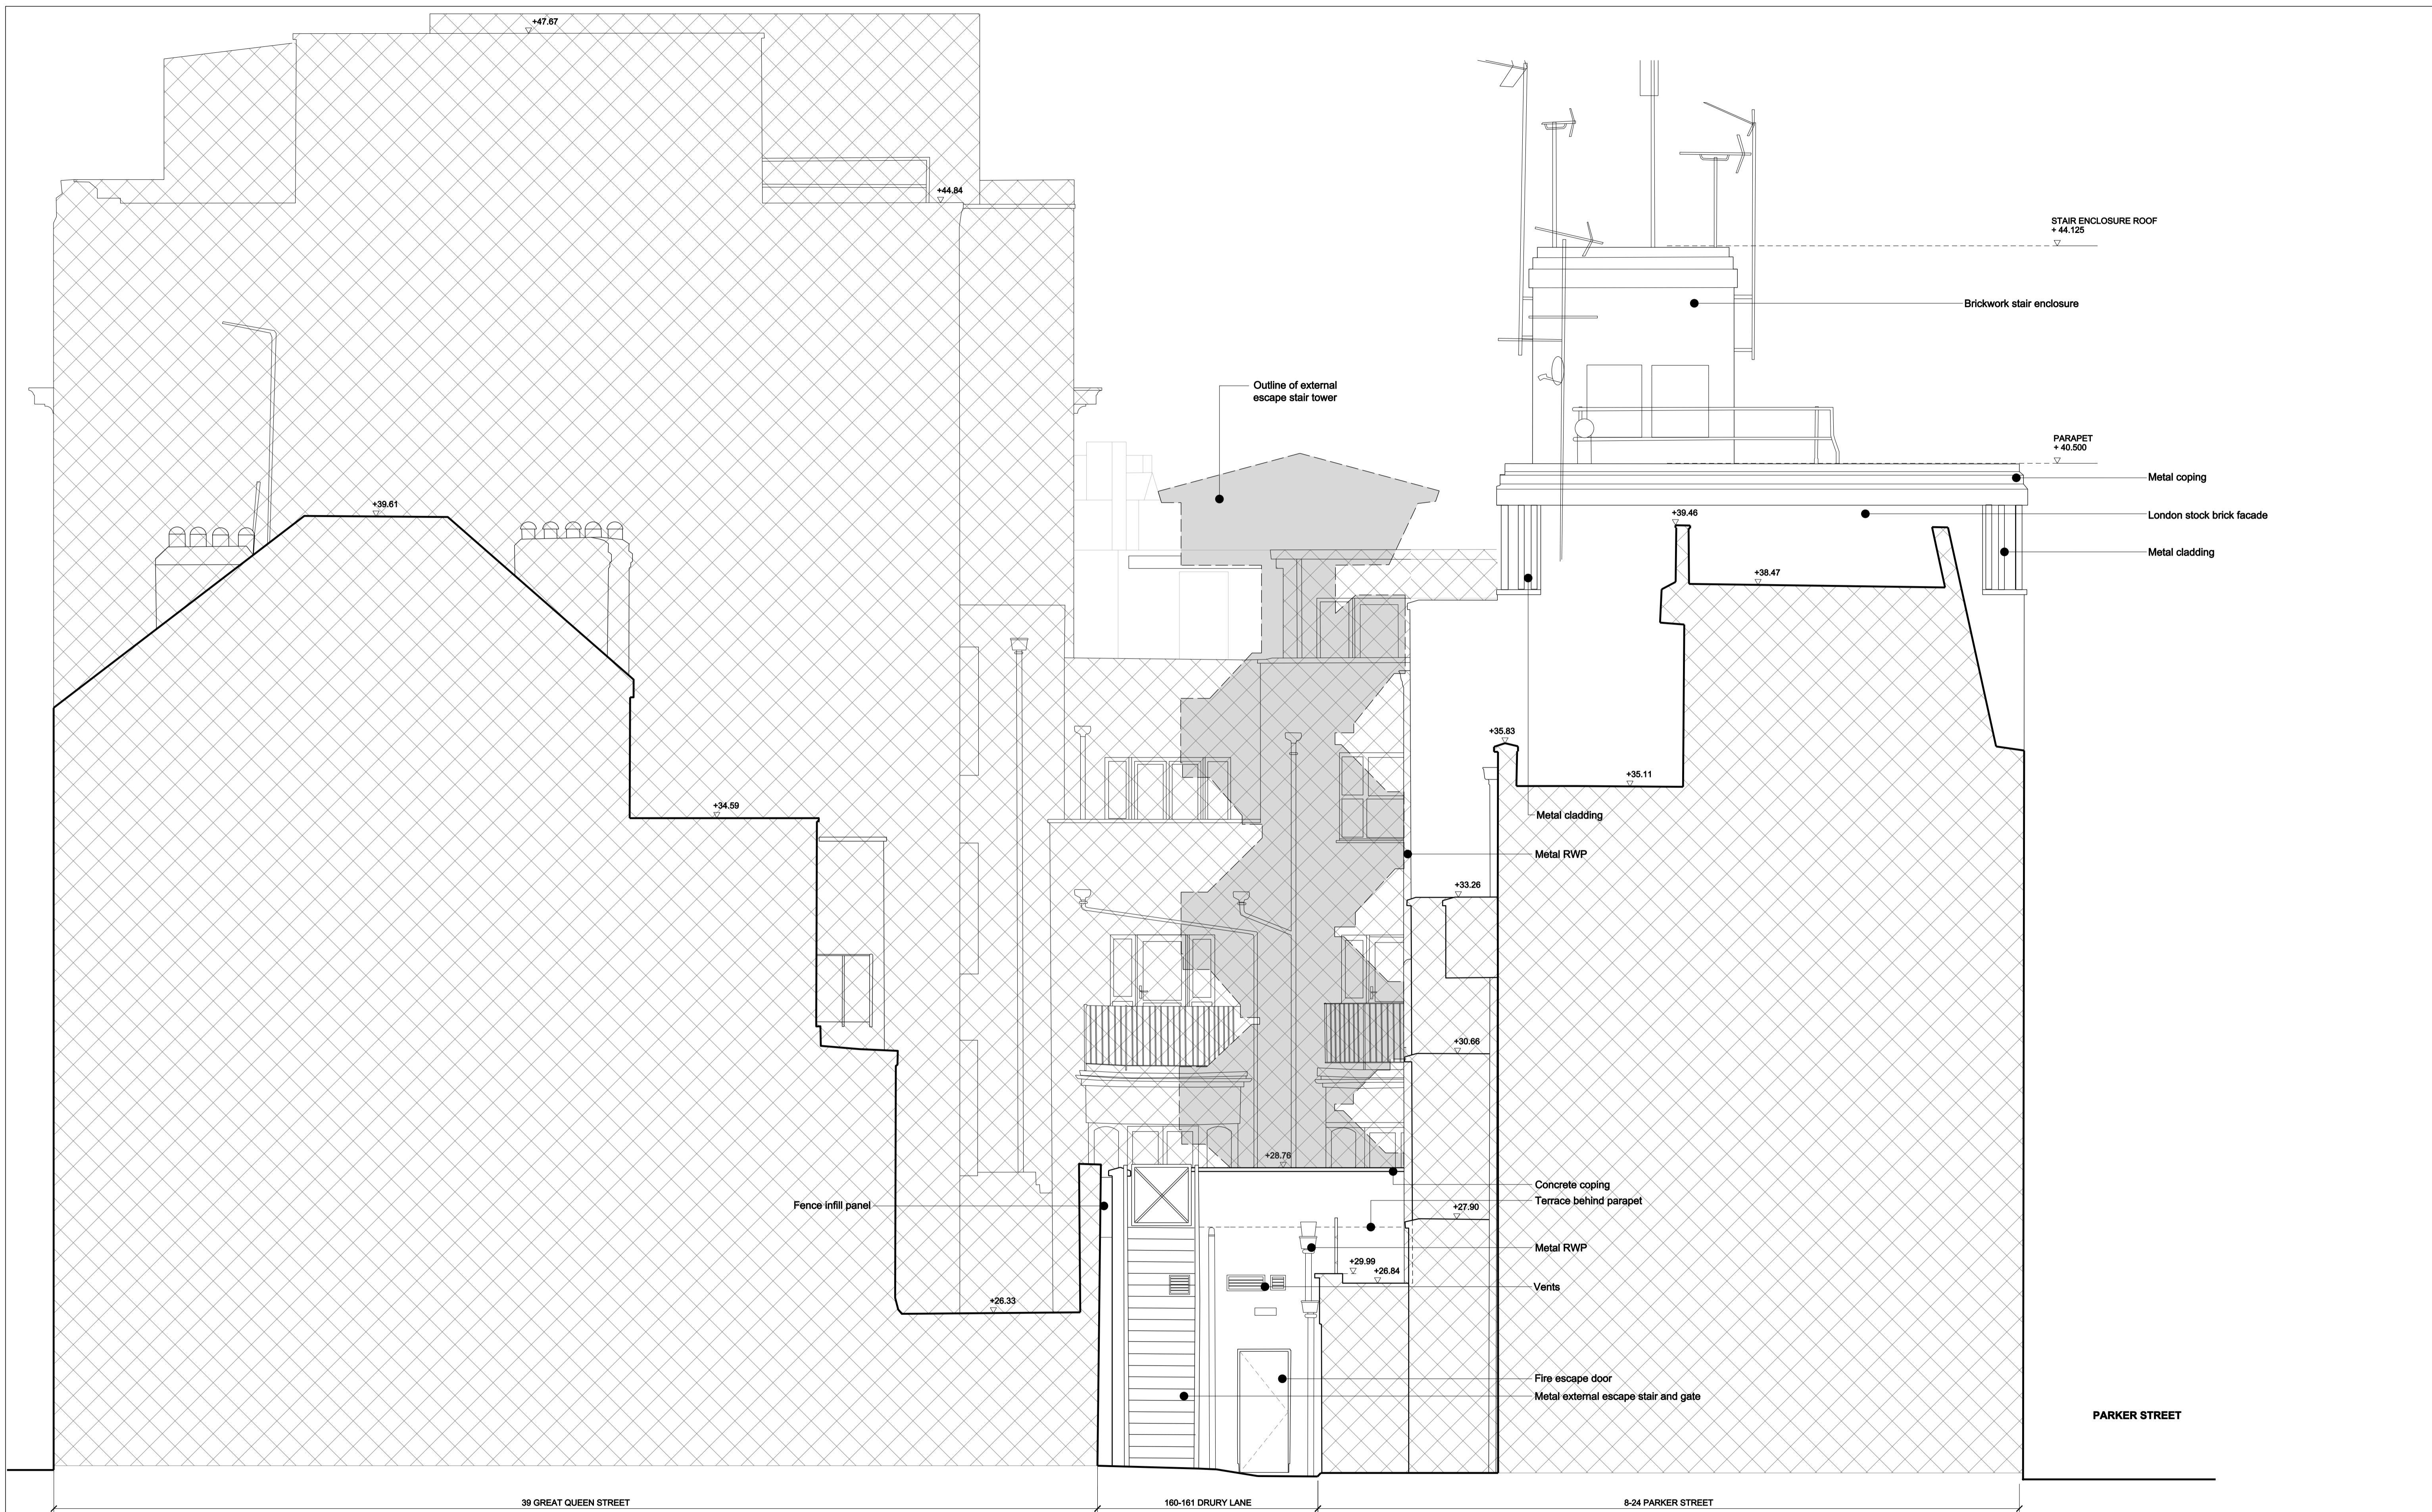 +47.67
+44.84
STAIR ENCLOSURE ROOF
+ 44.125
Brickwork stair enclosure
Outline of external
escape stair tower
PARAPET
+ 40.500
Metal coping
+39.61
+39.46
London stock brick facade
Metal cladding
+38.47
+35.83
+35.11
+34.59
Metal cladding
Metal RWP
+33.26
+30.66
+28.76
Concrete coping
Terrace behind parapet
Fence infill panel
+27.90
Metal RWP
+29.99
+26.84
Vents
+26.33
Fire escape door
Metal external escape stair and gate
PARKER STREET
39 GREAT QUEEN STREET
160-161 DRURY LANE
8-24 PARKER STREET